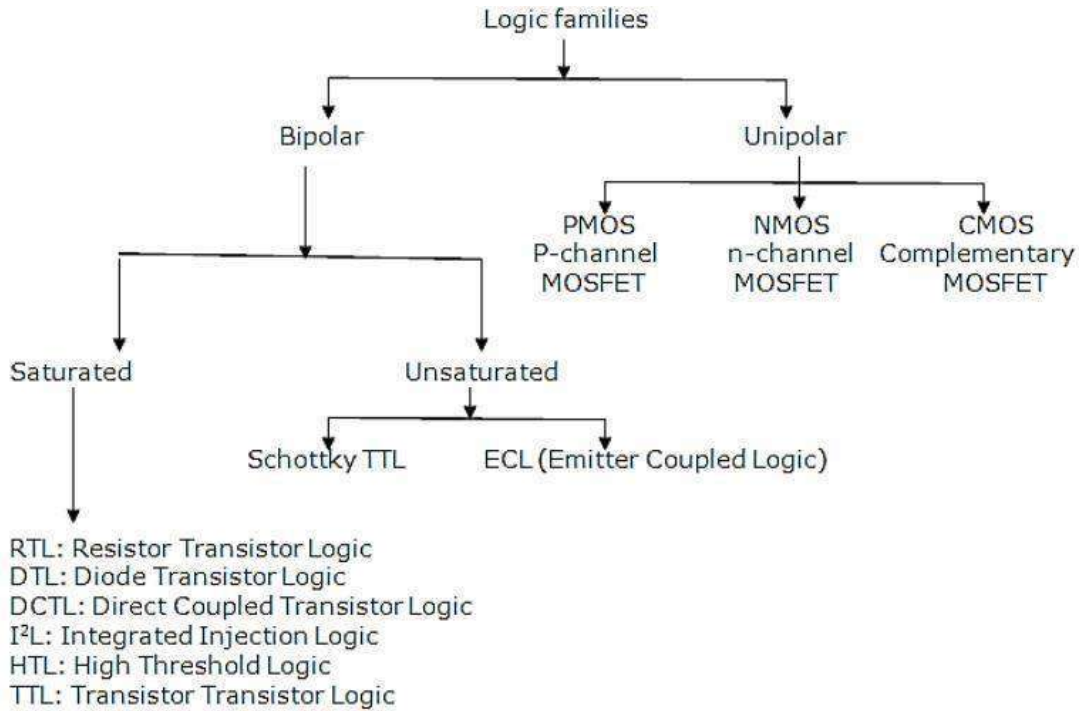 Logic families
Bipolar
Unipolar
PMOS
P-channel
MOSFET
NMOS
n-channel
MOSFET
CMOS
Complementary
MOSFET
Saturated
Unsaturated
Schottky TTL
ECL (Emitter Coupled Logic)
RTL: Resistor Transistor Logic
DTL: Diode Transistor Logic
DCTL: Direct Coupled Transistor Logic
I²L: Integrated Injection Logic
HTL: High Threshold Logic
TTL: Transistor Transistor Logic